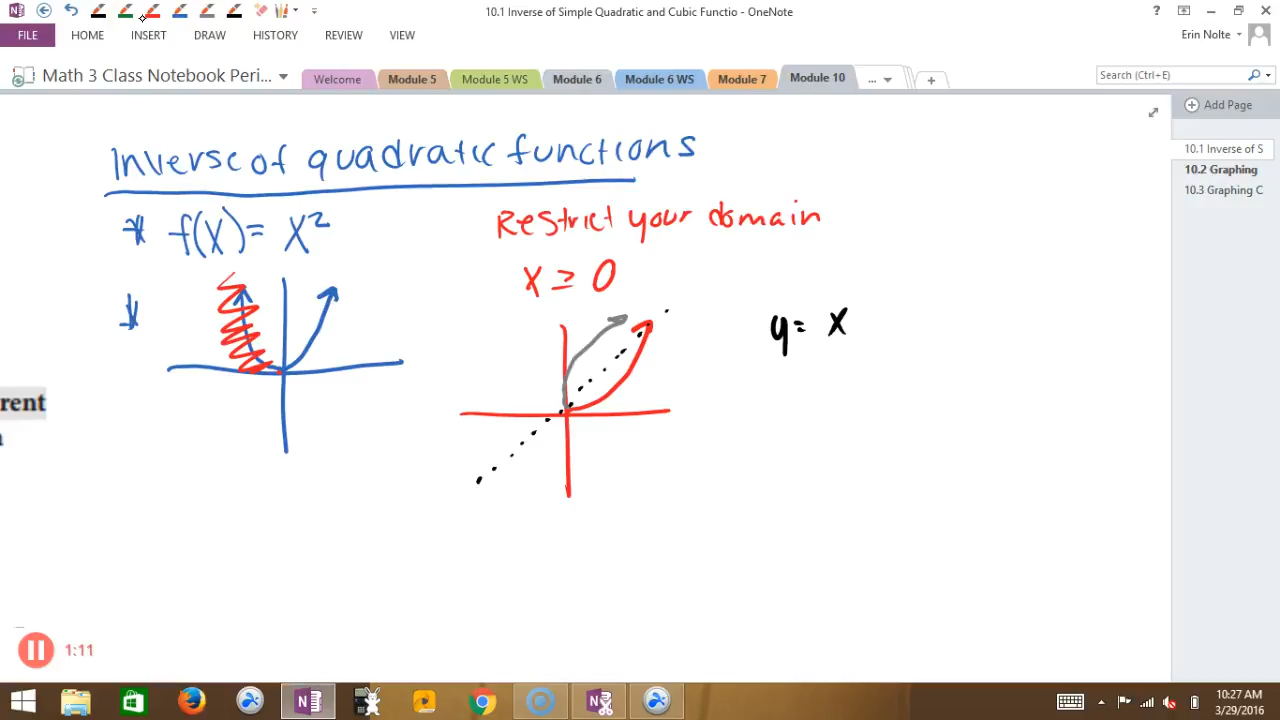 10.1 Inverse of Simple Quadratic and Cubic Functio - OneNote
FILE HOME INSERT DRAW HISTORY REVIEW VIEW
Erin Nolte
Math 3 Class Notebook Peri...
Welcome Module 5 Module 5 WS Module 6 Module 6 WS Module 7 Module 10 ...
Search (Ctrl+E)
Add Page
10.1 Inverse of S
10.2 Graphing
10.3 Graphing C
Inverse of quadratic functions
* f(x) = x²
Restrict your domain
x ≥ 0
y = x
rent
1:11
10:27 AM
3/29/2016